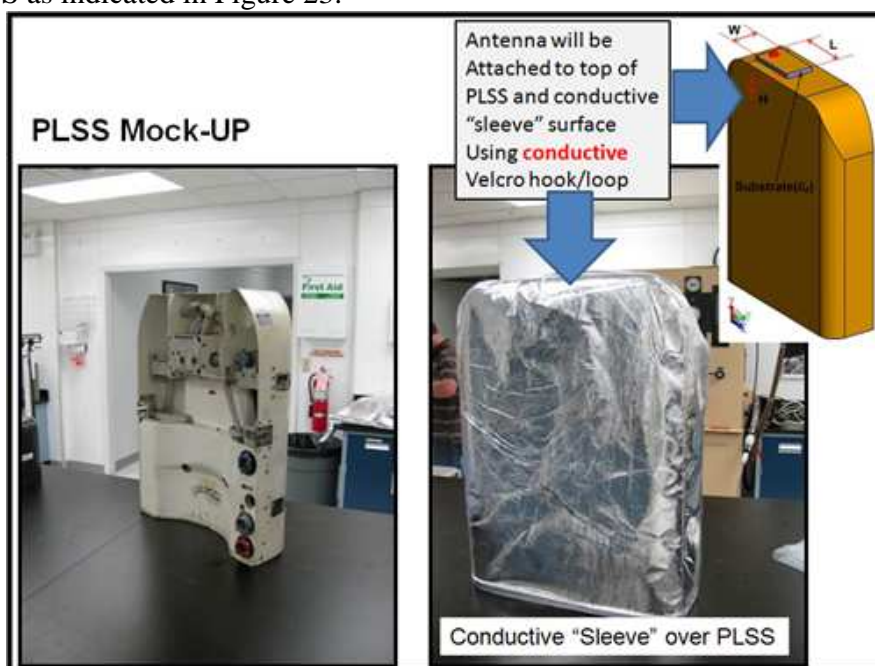 S as indicated in Figure 23.
Antenna will be
Attached to top of
PLSS and conductive
“sleeve” surface
Using conductive
Velcro hook/loop
W
L
H
Substrate(εr)
PLSS Mock-UP
First Aid
Conductive “Sleeve” over PLSS